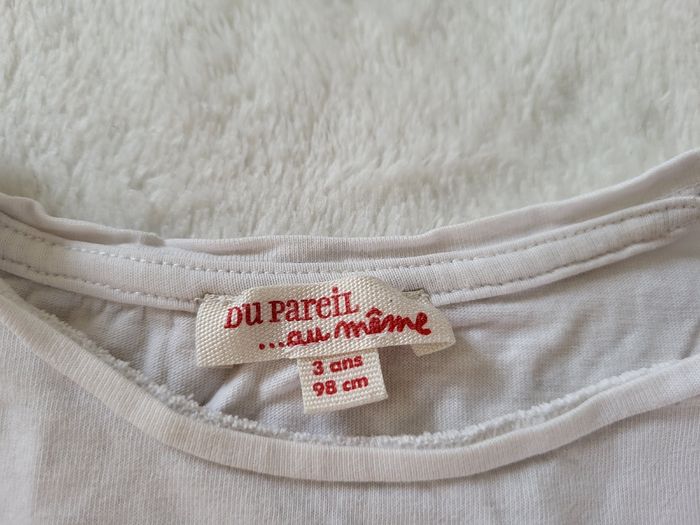 DU PAREIL
...au même
3 ans
98 cm